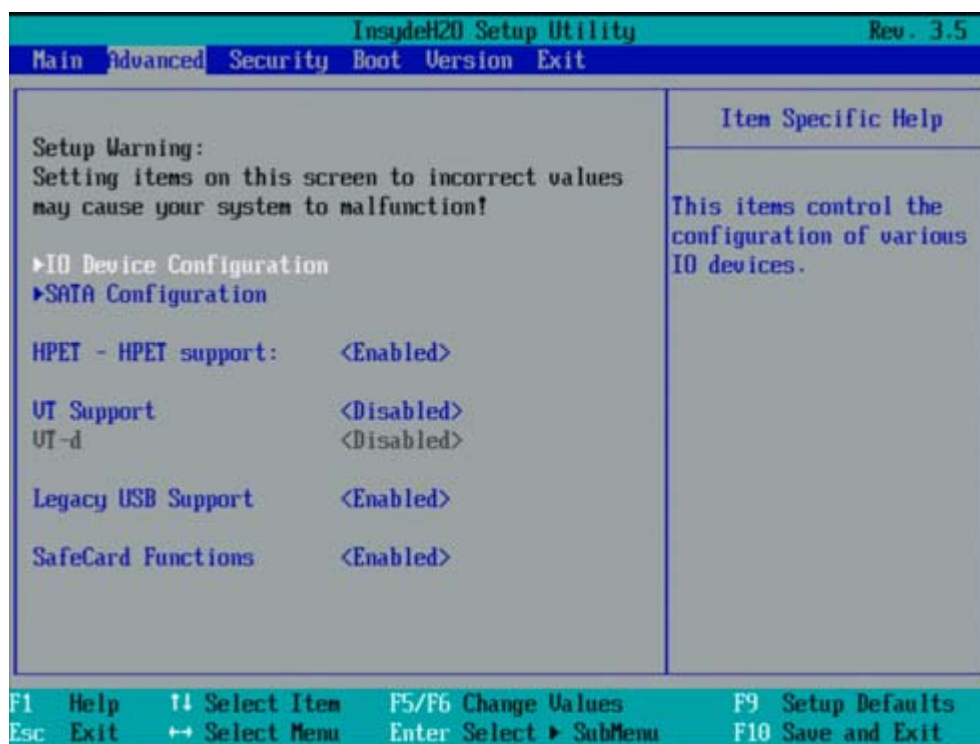 InsydeH20 Setup Utility Rev. 3.5
Main Advanced Security Boot Version Exit
Setup Warning:
Setting items on this screen to incorrect values
may cause your system to malfunction!
▶IO Device Configuration
▶SATA Configuration
HPET - HPET support: <Enabled>
VT Support <Disabled>
VT-d <Disabled>
Legacy USB Support <Enabled>
SafeCard Functions <Enabled>
Item Specific Help
This items control the
configuration of various
IO devices.
F1 Help ↑↓ Select Item F5/F6 Change Values F9 Setup Defaults
Esc Exit ↔ Select Menu Enter Select ▶ SubMenu F10 Save and Exit